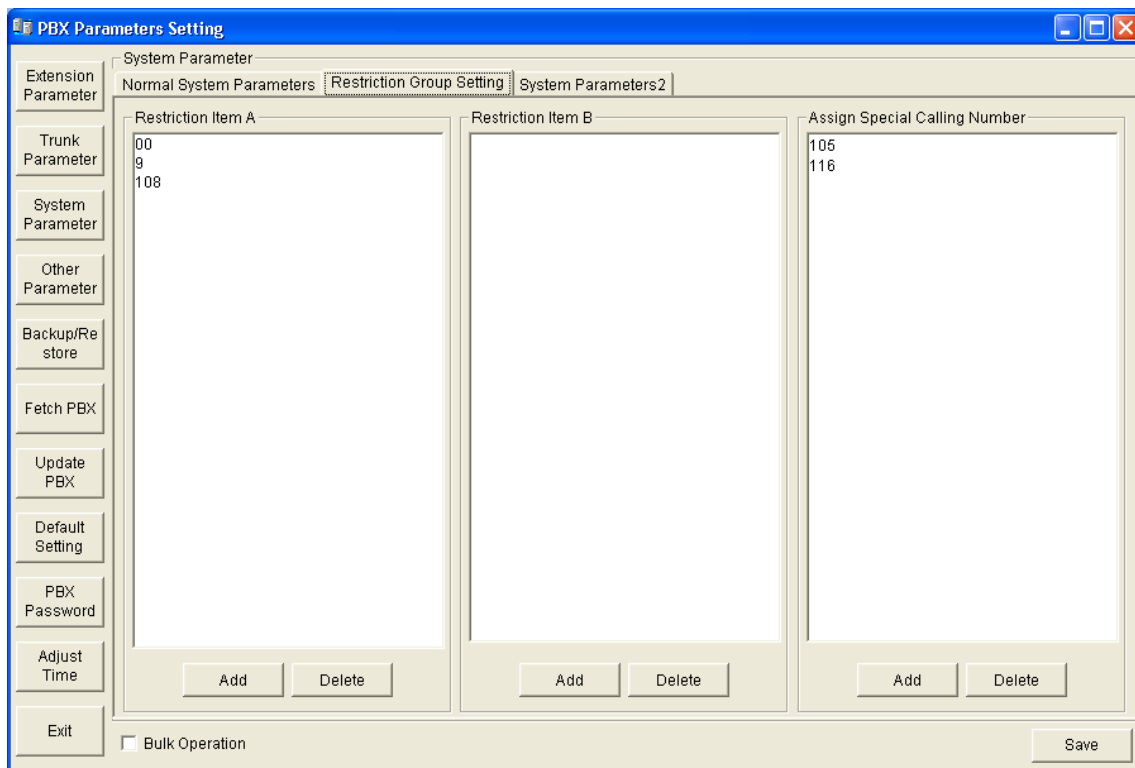 PBX Parameters Setting
Extension
Parameter
Trunk
Parameter
System
Parameter
Other
Parameter
Backup/Re
store
Fetch PBX
Update
PBX
Default
Setting
PBX
Password
Adjust
Time
Exit
System Parameter
Normal System Parameters
Restriction Group Setting
System Parameters2
Restriction Item A
00
9
108
Add
Delete
Restriction Item B
Add
Delete
Assign Special Calling Number
105
116
Add
Delete
Bulk Operation
Save